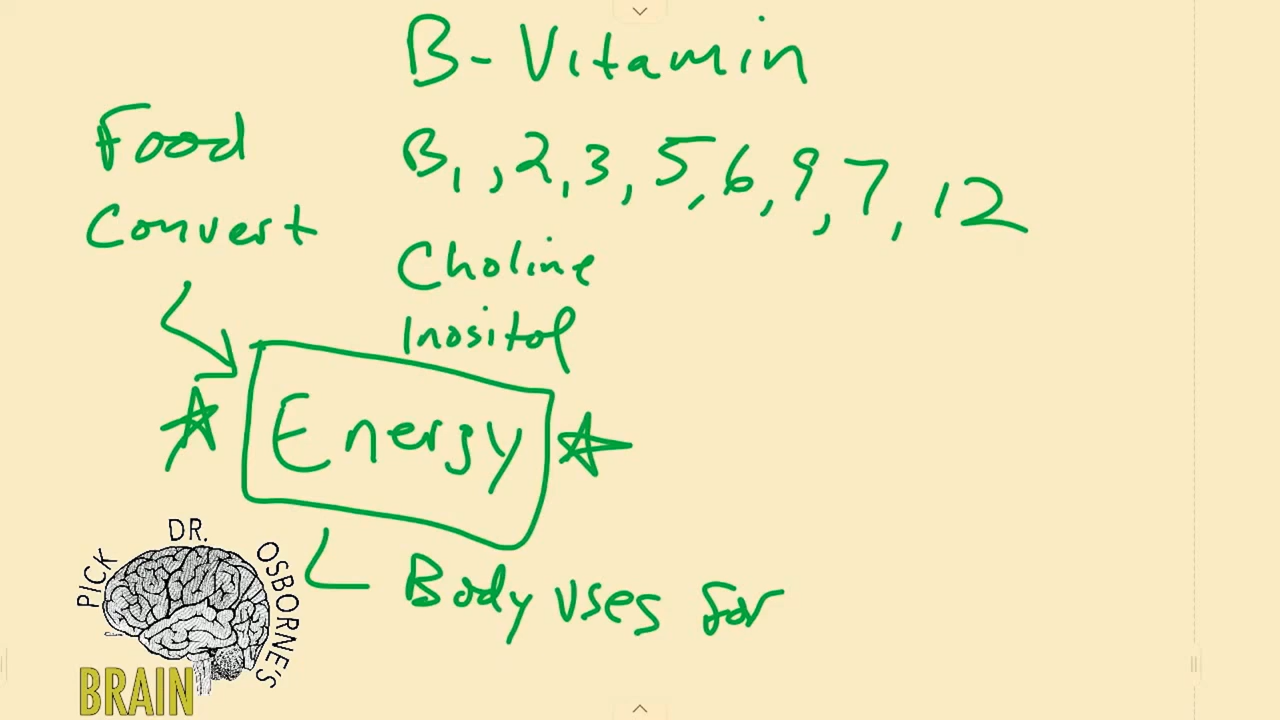 B-Vitamin
B1, 2, 3, 5, 6, 9, 7, 12
Choline
Inositol
Food
Convert
Energy
Body uses for
PICK DR. OSBORNE'S
BRAIN